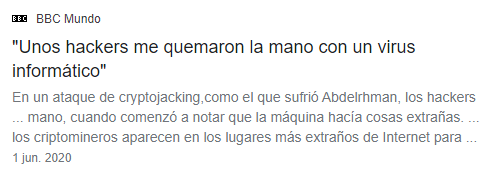 BBC BBC Mundo
"Unos hackers me quemaron la mano con un virus
informático"
En un ataque de cryptojacking,como el que sufrió Abdelrhman, los hackers
... mano, cuando comenzó a notar que la máquina hacía cosas extrañas. ...
los criptomineros aparecen en los lugares más extraños de Internet para ...
1 jun. 2020